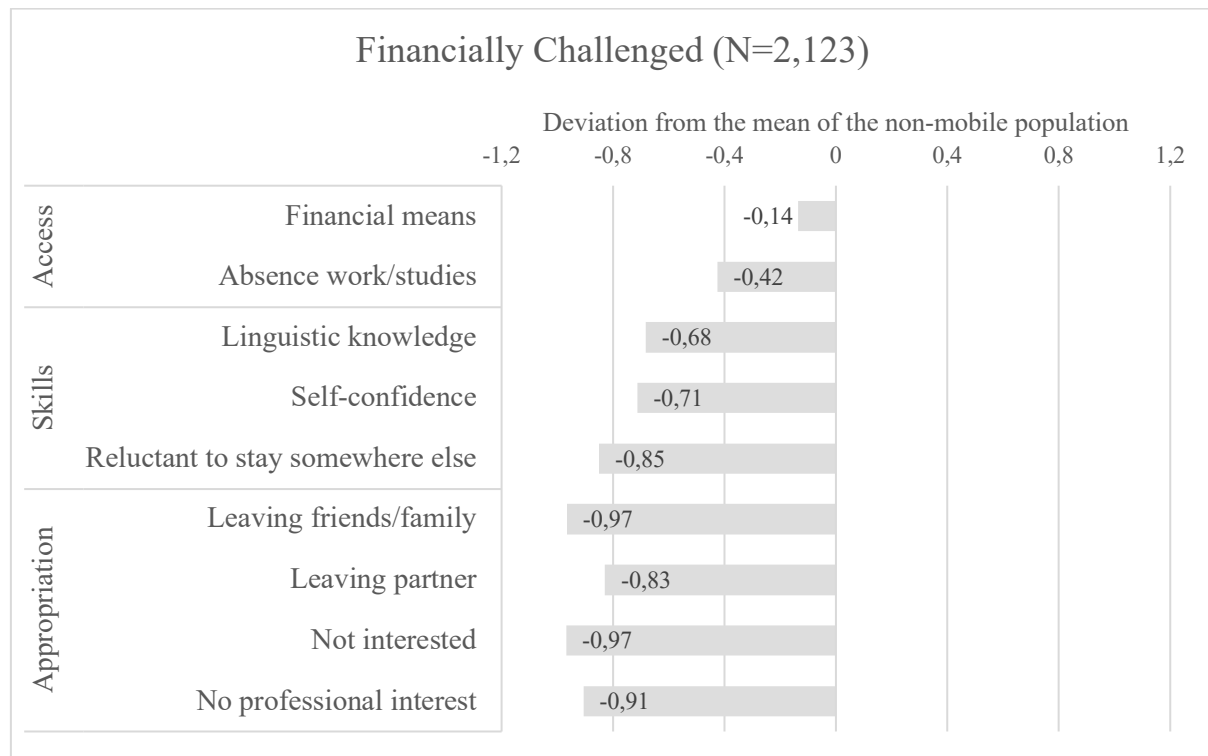 Financially Challenged (N=2,123)
Deviation from the mean of the non-mobile population
-1,2 -0,8 -0,4 0 0,4 0,8 1,2
Access
Financial means -0,14
Absence work/studies -0,42
Skills
Linguistic knowledge -0,68
Self-confidence -0,71
Reluctant to stay somewhere else -0,85
Appropriation
Leaving friends/family -0,97
Leaving partner -0,83
Not interested -0,97
No professional interest -0,91